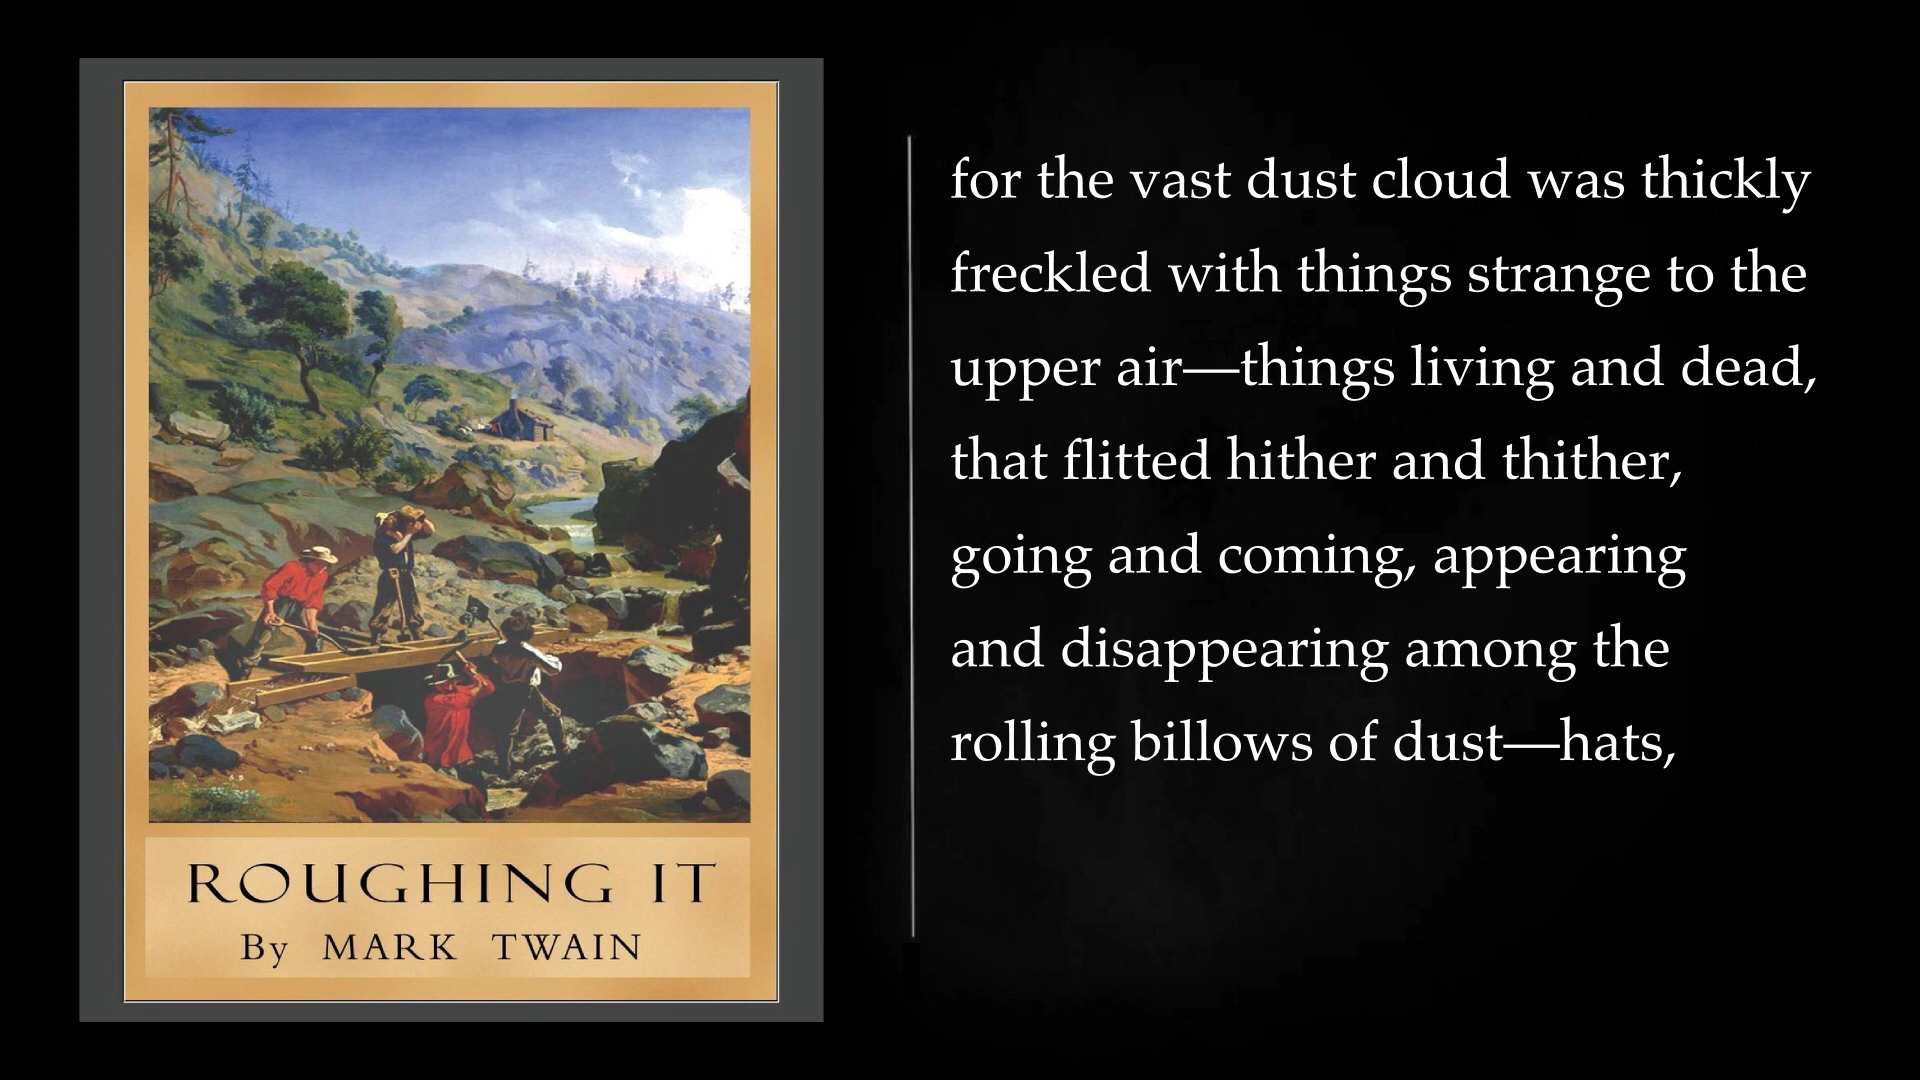 ROUGHING IT
By MARK TWAIN
for the vast dust cloud was thickly
freckled with things strange to the
upper air—things living and dead,
that flitted hither and thither,
going and coming, appearing
and disappearing among the
rolling billows of dust—hats,